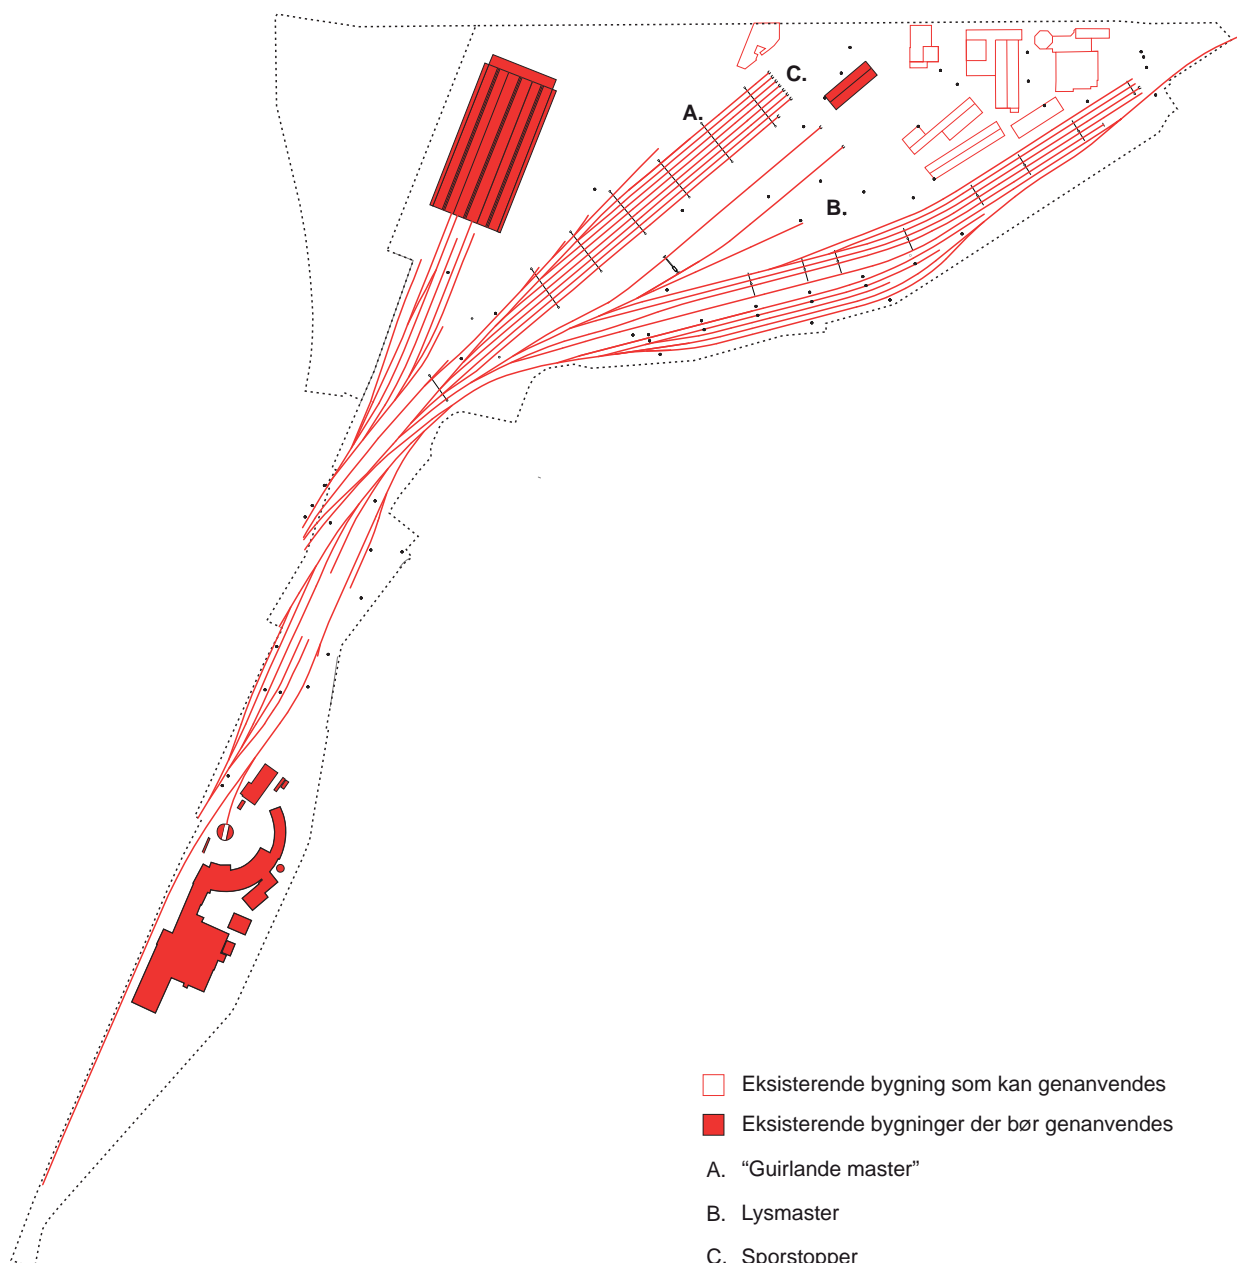 C.
A.
B.
Eksisterende bygning som kan genanvendes
Eksisterende bygninger der bør genanvendes
A. “Guirlande master”
B. Lysmaster
C. Sporstopper